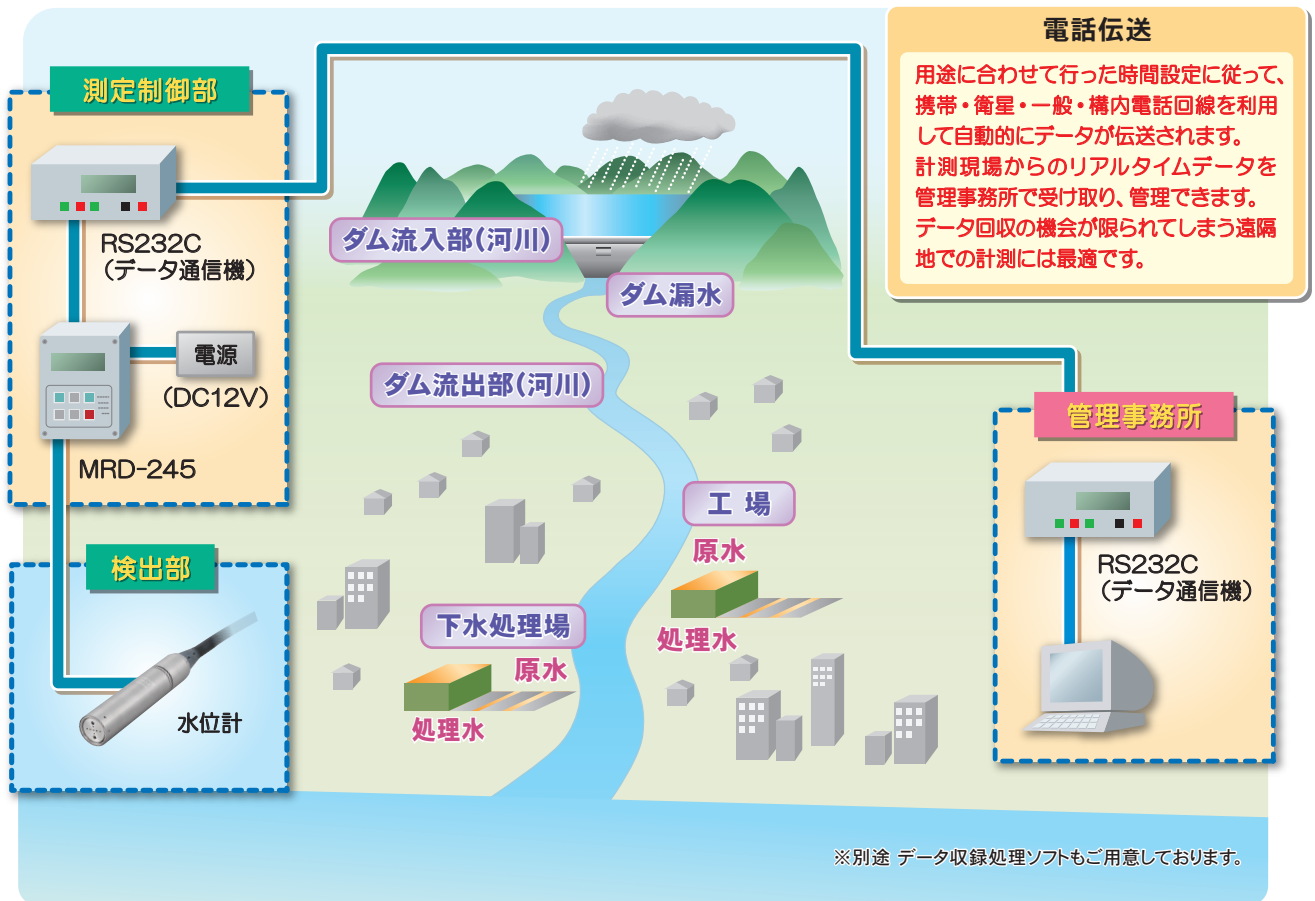 電話伝送
用途に合わせて行った時間設定に従って、
携帯・衛星・一般・構内電話回線を利用
して自動的にデータが伝送されます。
計測現場からのリアルタイムデータを
管理事務所で受け取り、管理できます。
データ回収の機会が限られてしまう遠隔
地での計測には最適です。
測定制御部
RS232C
（データ通信機）
電源
（DC12V）
MRD-245
検出部
水位計
ダム流入部（河川）
ダム漏水
ダム流出部（河川）
工 場
原水
処理水
下水処理場
原水
処理水
管理事務所
RS232C
（データ通信機）
※別途 データ収録処理ソフトもご用意しております。